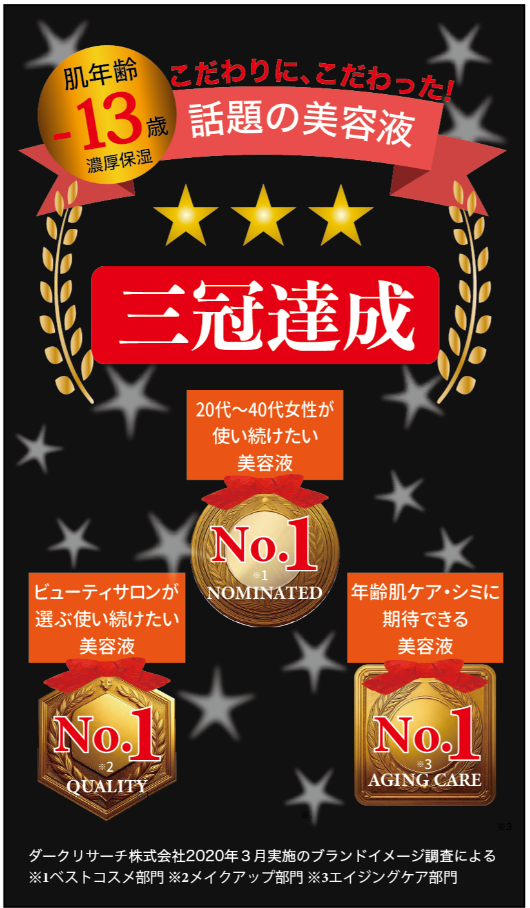 肌年齢
-13歳
濃厚保湿
こだわりに、こだわった!
話題の美容液
三冠達成
20代～40代女性が
使い続けたい
美容液
No.1
※1
NOMINATED
ビューティサロンが
選ぶ使い続けたい
美容液
No.1
※2
QUALITY
年齢肌ケア・シミに
期待できる
美容液
No.1
※3
AGING CARE
※3
ダークリサーチ株式会社2020年3月実施のブランドイメージ調査による
※1ベストコスメ部門 ※2メイクアップ部門 ※3エイジングケア部門